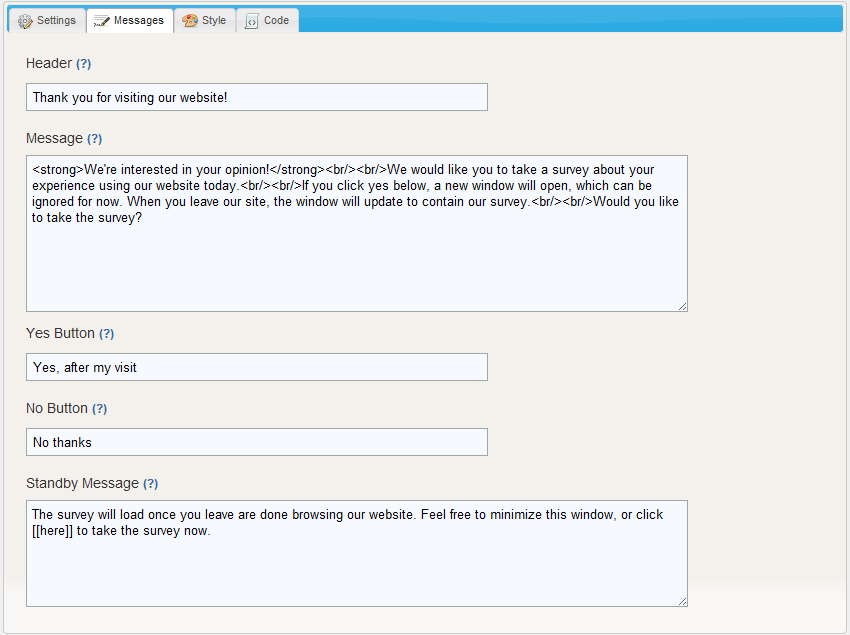 Settings Messages Style Code
Header (?)
Thank you for visiting our website!
Message (?)
<strong>We're interested in your opinion!</strong><br/><br/>We would like you to take a survey about your
experience using our website today.<br/><br/>If you click yes below, a new window will open, which can be
ignored for now. When you leave our site, the window will update to contain our survey.<br/><br/>Would you like
to take the survey?
Yes Button (?)
Yes, after my visit
No Button (?)
No thanks
Standby Message (?)
The survey will load once you leave are done browsing our website. Feel free to minimize this window, or click
[[here]] to take the survey now.